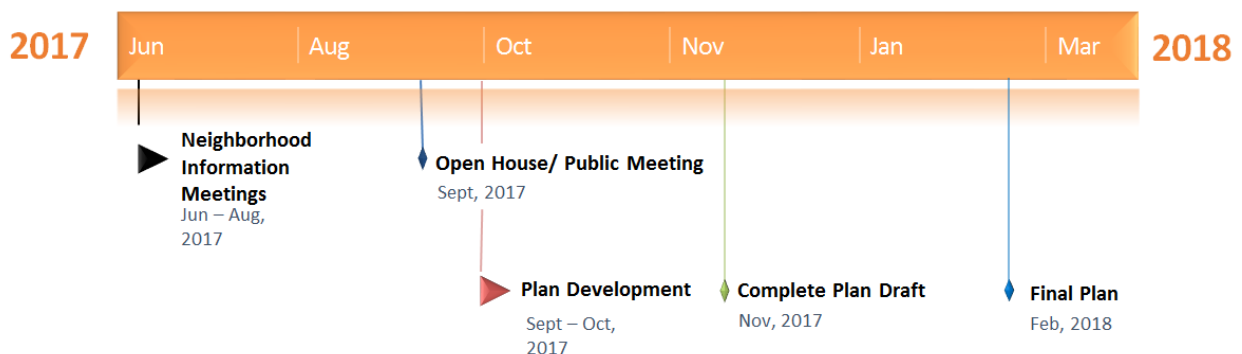 2017 Jun Aug Oct Nov Jan Mar 2018
Neighborhood
Information
Meetings
Jun – Aug,
2017
Open House/ Public Meeting
Sept, 2017
Plan Development
Sept – Oct,
2017
Complete Plan Draft
Nov, 2017
Final Plan
Feb, 2018